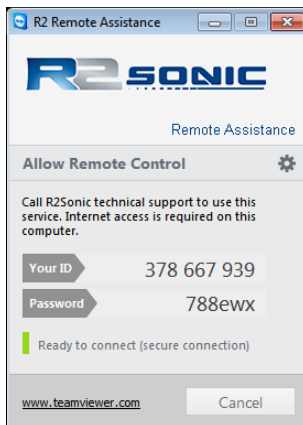 R2 Remote Assistance
R2SONIC
Remote Assistance
Allow Remote Control
Call R2Sonic technical support to use this
service. Internet access is required on this
computer.
Your ID 378 667 939
Password 788ewx
Ready to connect (secure connection)
www.teamviewer.com Cancel